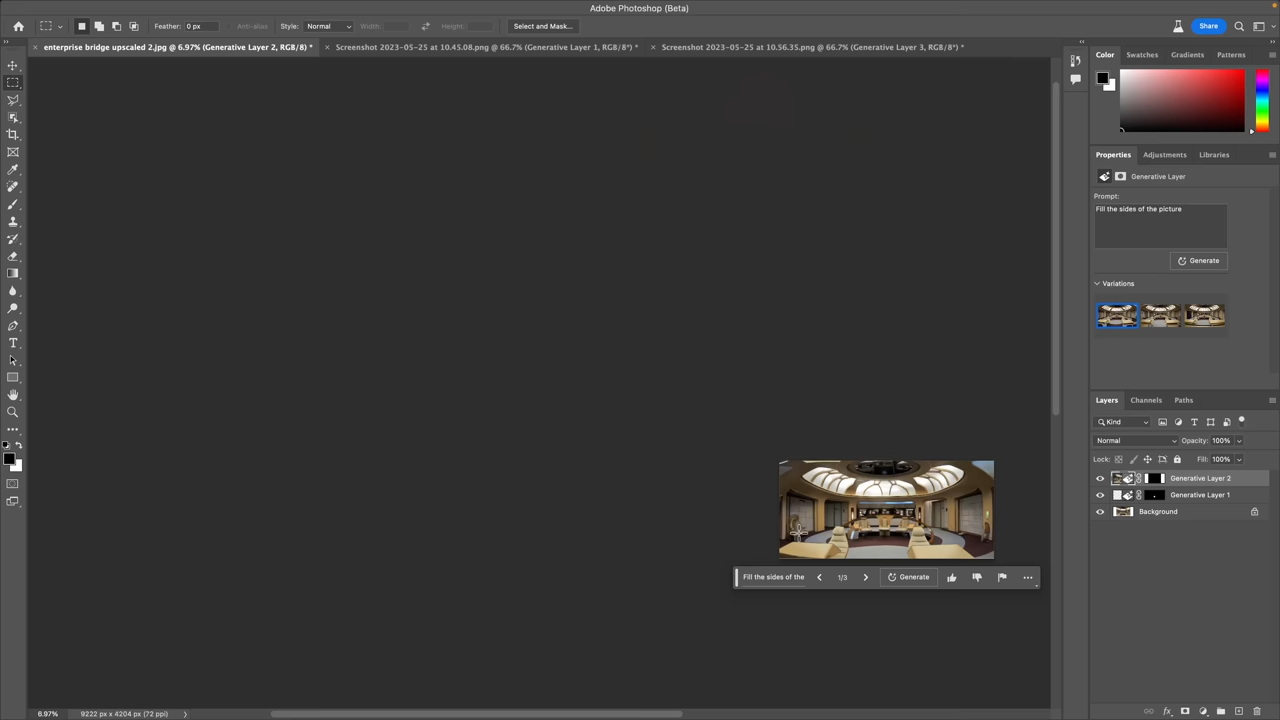 Adobe Photoshop (Beta)
Feather: 0 px Anti-alias Style: Normal Width: Height: Select and Mask... Share
enterprise bridge upscaled 2.jpg @ 6.97% (Generative Layer 2, RGB/8) * Screenshot 2023-05-25 at 10.45.08.png @ 66.7% (Generative Layer 1, RGB/8*) * Screenshot 2023-05-25 at 10.56.35.png @ 66.7% (Generative Layer 3, RGB/8*) *
Color Swatches Gradients Patterns
Properties Adjustments Libraries
Generative Layer
Prompt:
Fill the sides of the picture
Generate
Variations
Layers Channels Paths
Kind
Normal Opacity: 100%
Lock: Fill: 100%
Generative Layer 2
Generative Layer 1
Background
Fill the sides of the 1/3 Generate
6.97% 9222 px x 4204 px (72 ppi)